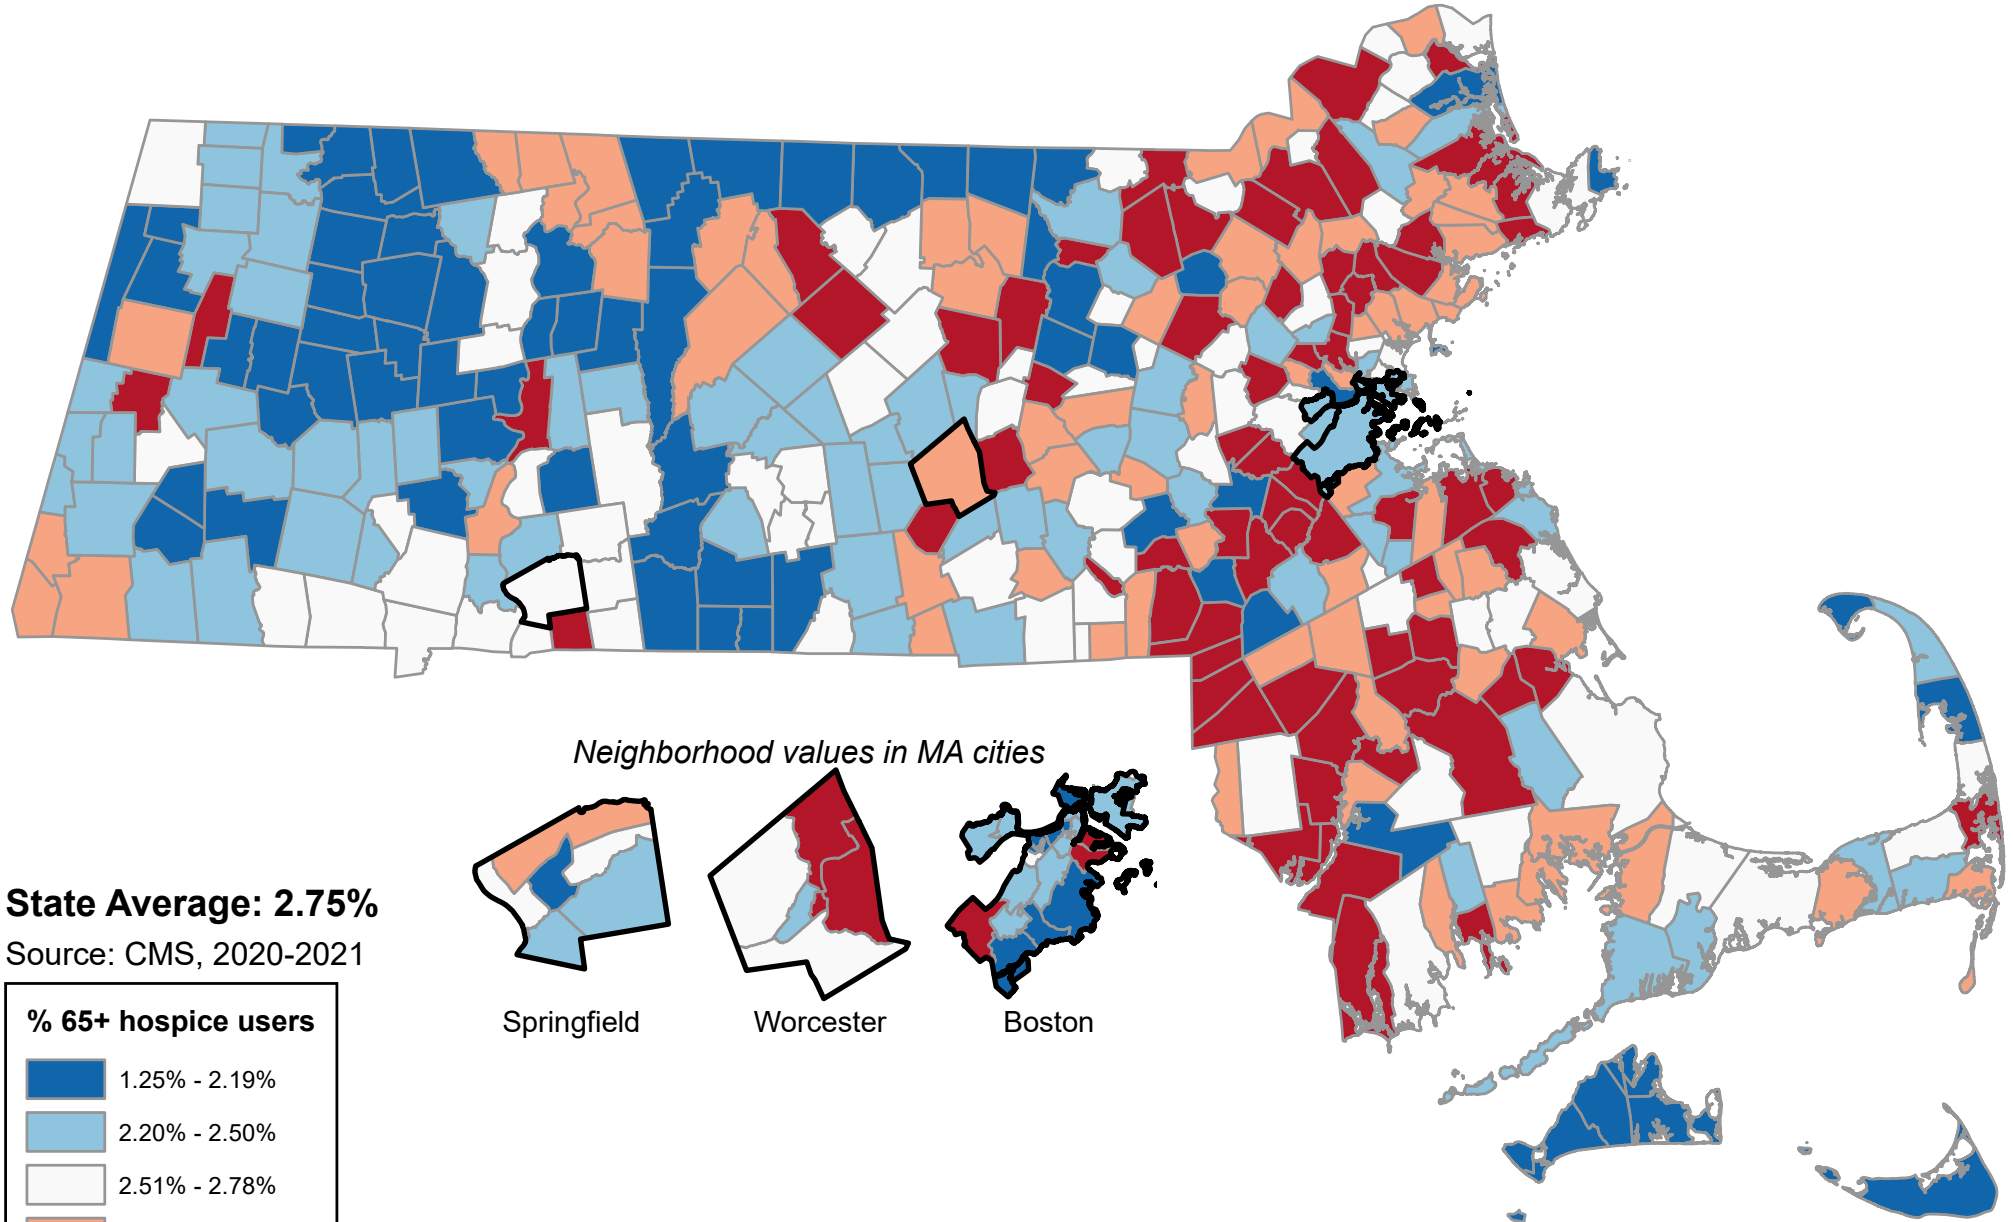 Neighborhood values in MA cities
Springfield
Worcester
Boston
State Average: 2.75%
Source: CMS, 2020-2021
% 65+ hospice users
1.25% - 2.19%
2.20% - 2.50%
2.51% - 2.78%